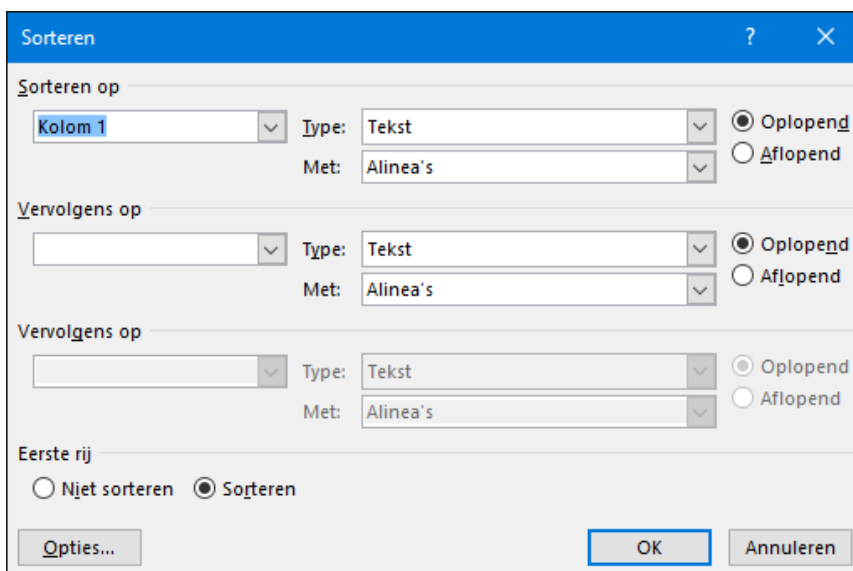 Sorteren ?
Sorteren op
Kolom 1 Type: Tekst Oplopend
Met: Alinea's Aflopend
Vervolgens op
Type: Tekst Oplopend
Met: Alinea's Aflopend
Vervolgens op
Type: Tekst Oplopend
Met: Alinea's Aflopend
Eerste rij
Niet sorteren Sorteren
Opties... OK Annuleren